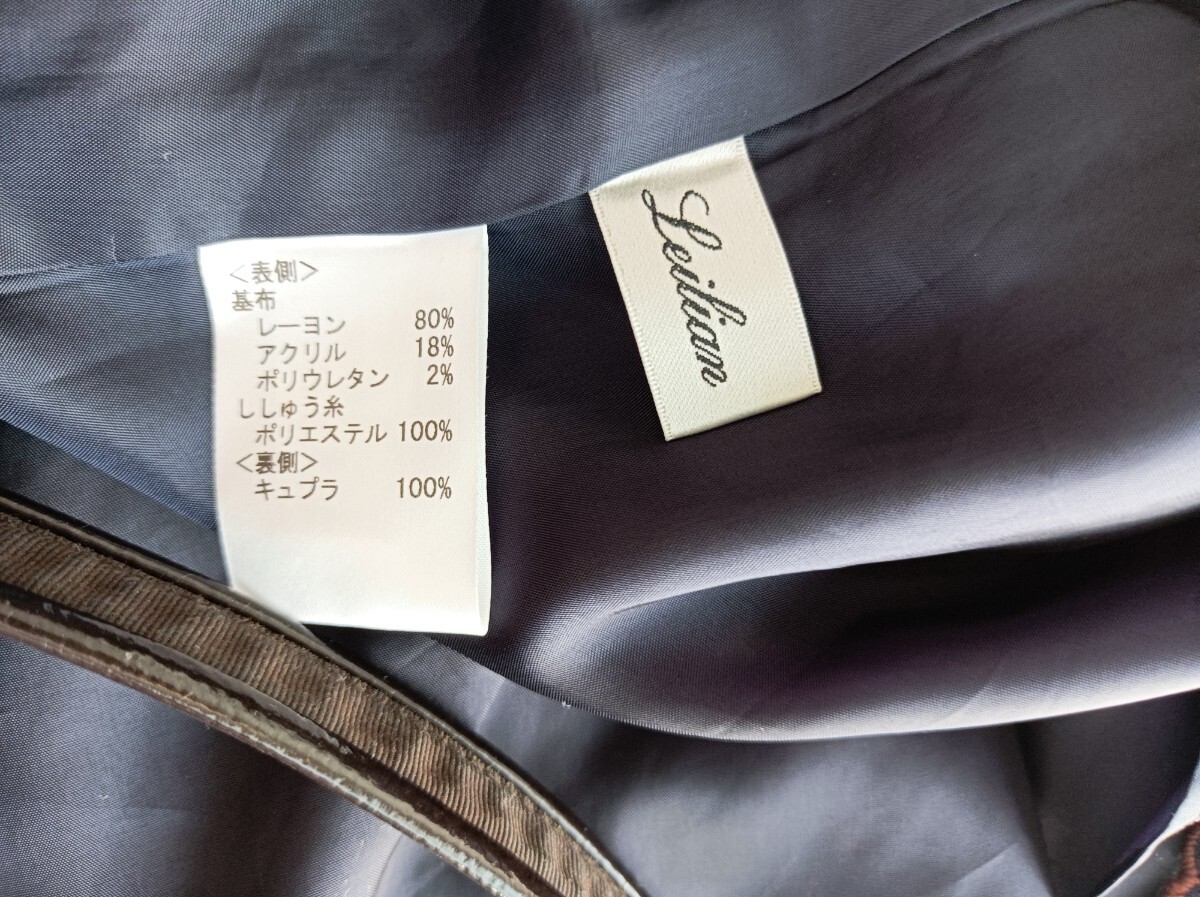 ＜表側＞
基布
レーヨン 80%
アクリル 18%
ポリウレタン 2%
ししゅう糸
ポリエステル 100%
＜裏側＞
キュプラ 100%
Leilian